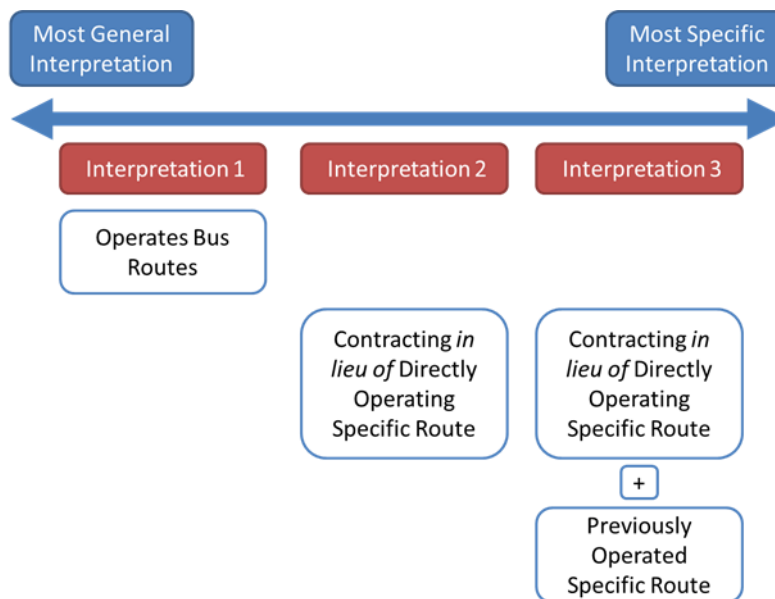 Most General
Interpretation
Most Specific
Interpretation
Interpretation 1
Interpretation 2
Interpretation 3
Operates Bus
Routes
Contracting in
lieu of Directly
Operating
Specific Route
Contracting in
lieu of Directly
Operating
Specific Route
+
Previously
Operated
Specific Route